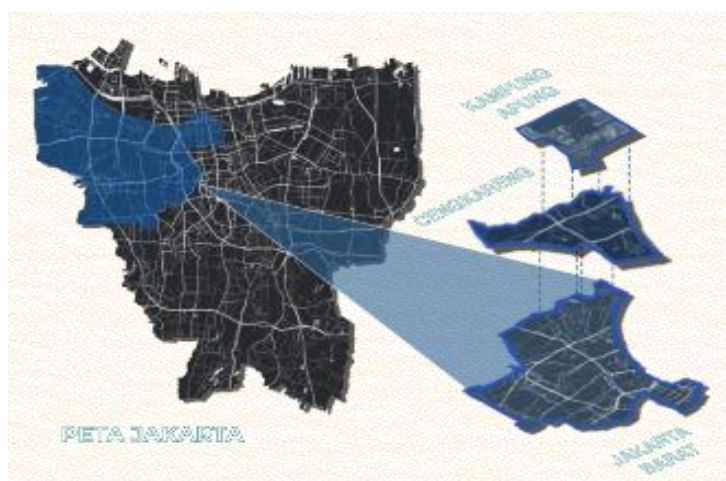 KAMPUNG
APUNG
CENGKARENG
PETA JAKARTA
JAKARTA
BARAT